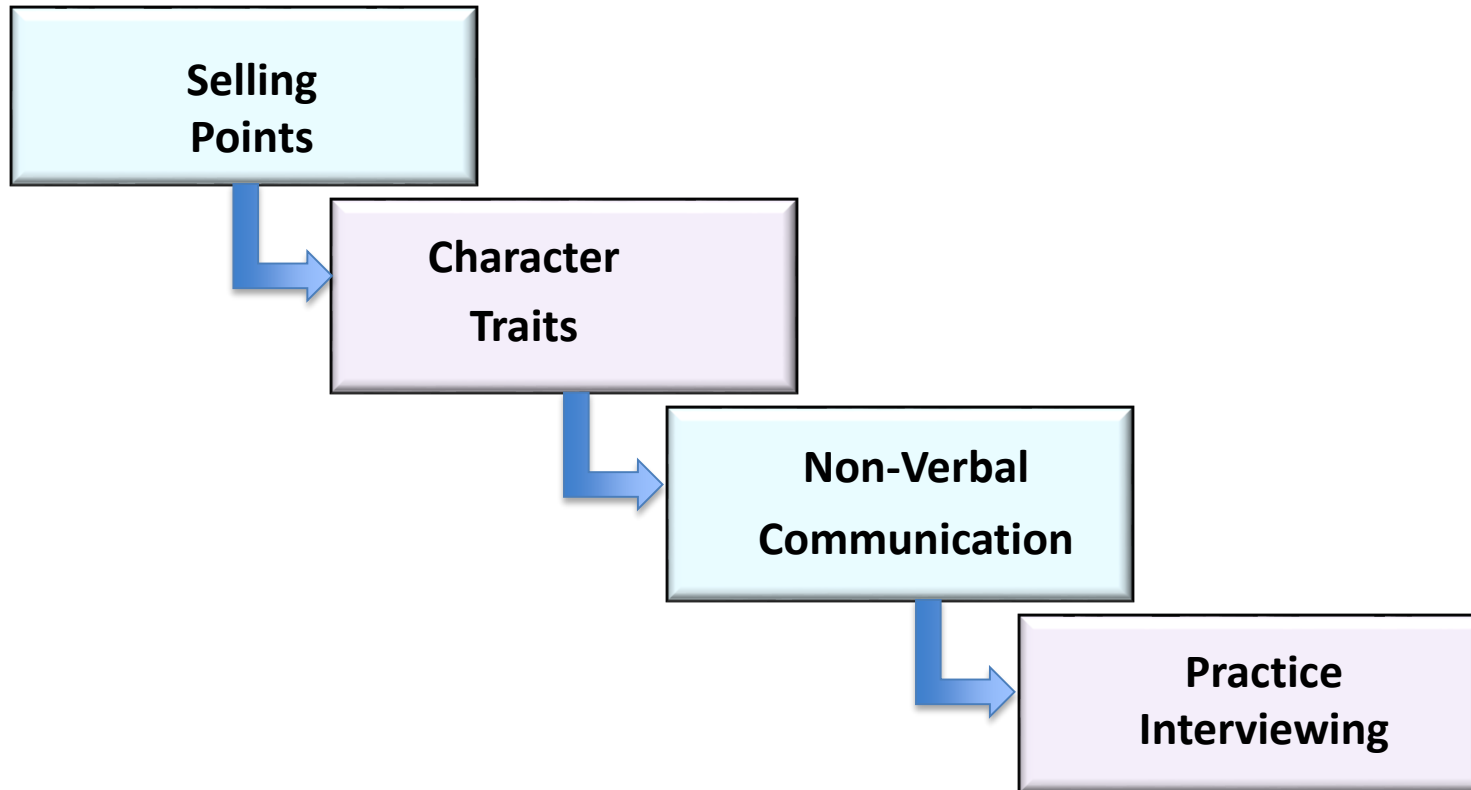 Selling
Points
Character
Traits
Non-Verbal
Communication
Practice
Interviewing